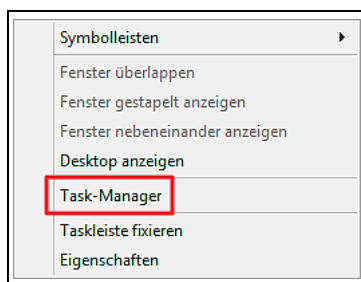 Symbolleisten
Fenster überlappen
Fenster gestapelt anzeigen
Fenster nebeneinander anzeigen
Desktop anzeigen
Task-Manager
Taskleiste fixieren
Eigenschaften